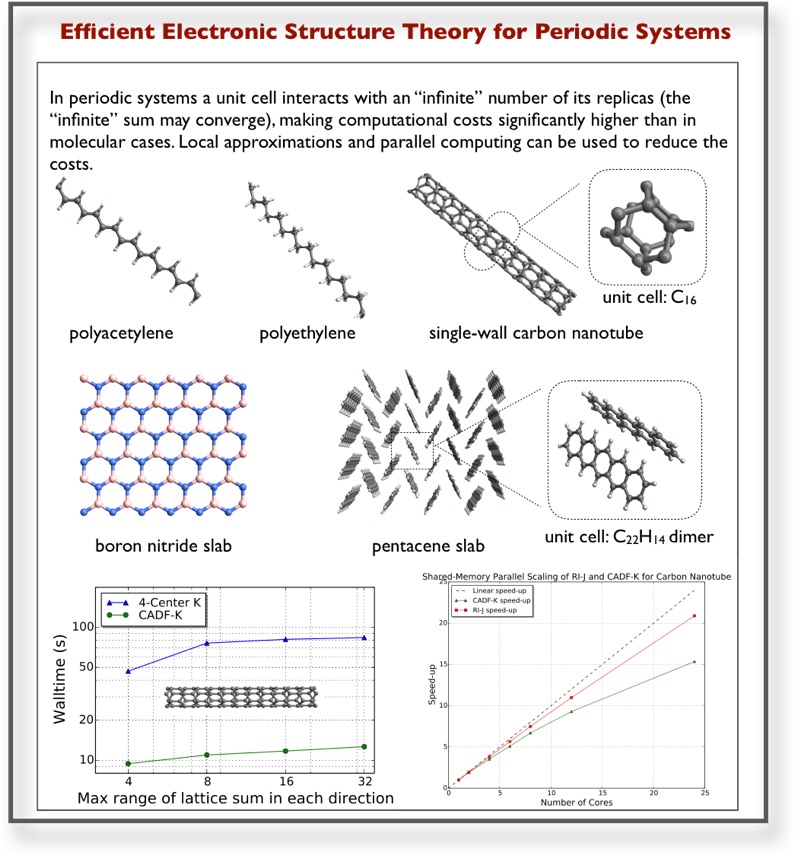 Efficient Electronic Structure Theory for Periodic Systems
In periodic systems a unit cell interacts with an “infinite” number of its replicas (the
“infinite” sum may converge), making computational costs significantly higher than in
molecular cases. Local approximations and parallel computing can be used to reduce the
costs.
unit cell: C₁₆
polyacetylene
polyethylene
single-wall carbon nanotube
boron nitride slab
pentacene slab
unit cell: C₂₂H₁₄ dimer
4-Center K
CADF-K
Walltime (s)
100
50
20
10
4
8
16
32
Max range of lattice sum in each direction
Shared-Memory Parallel Scaling of RI-J and CADF-K for Carbon Nanotube
Linear speed-up
CADF-K speed-up
RI-J speed-up
Speed-up
25
20
15
10
5
0
0
5
10
15
20
25
Number of Cores